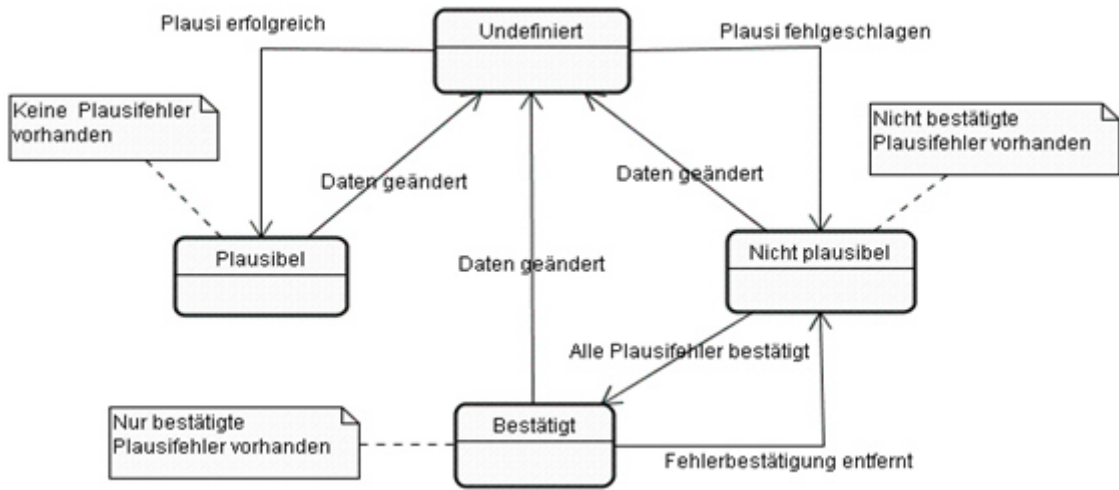 Plausi erfolgreich
Undefiniert
Plausi fehlgeschlagen
Keine Plausifehler
vorhanden
Nicht bestätigte
Plausifehler vorhanden
Daten geändert
Daten geändert
Plausibel
Nicht plausibel
Daten geändert
Alle Plausifehler bestätigt
Nur bestätigte
Plausifehler vorhanden
Bestätigt
Fehlerbestätigung entfernt